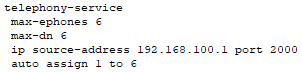 telephony-service
max-ephones 6
max-dn 6
ip source-address 192.168.100.1 port 2000
auto assign 1 to 6